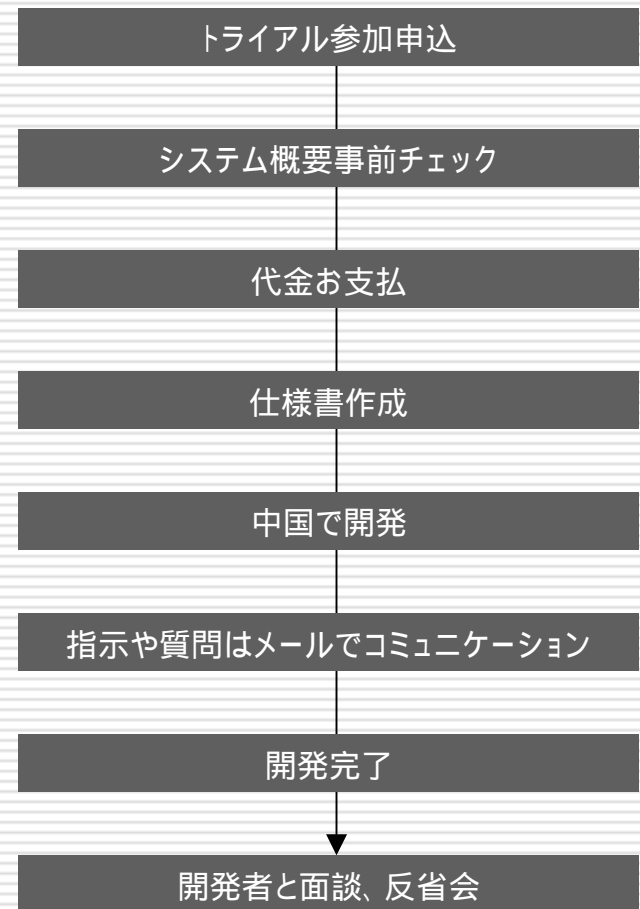 トライアル参加申込
システム概要事前チェック
代金お支払
仕様書作成
中国で開発
指示や質問はメールでコミュニケーション
開発完了
開発者と面談、反省会